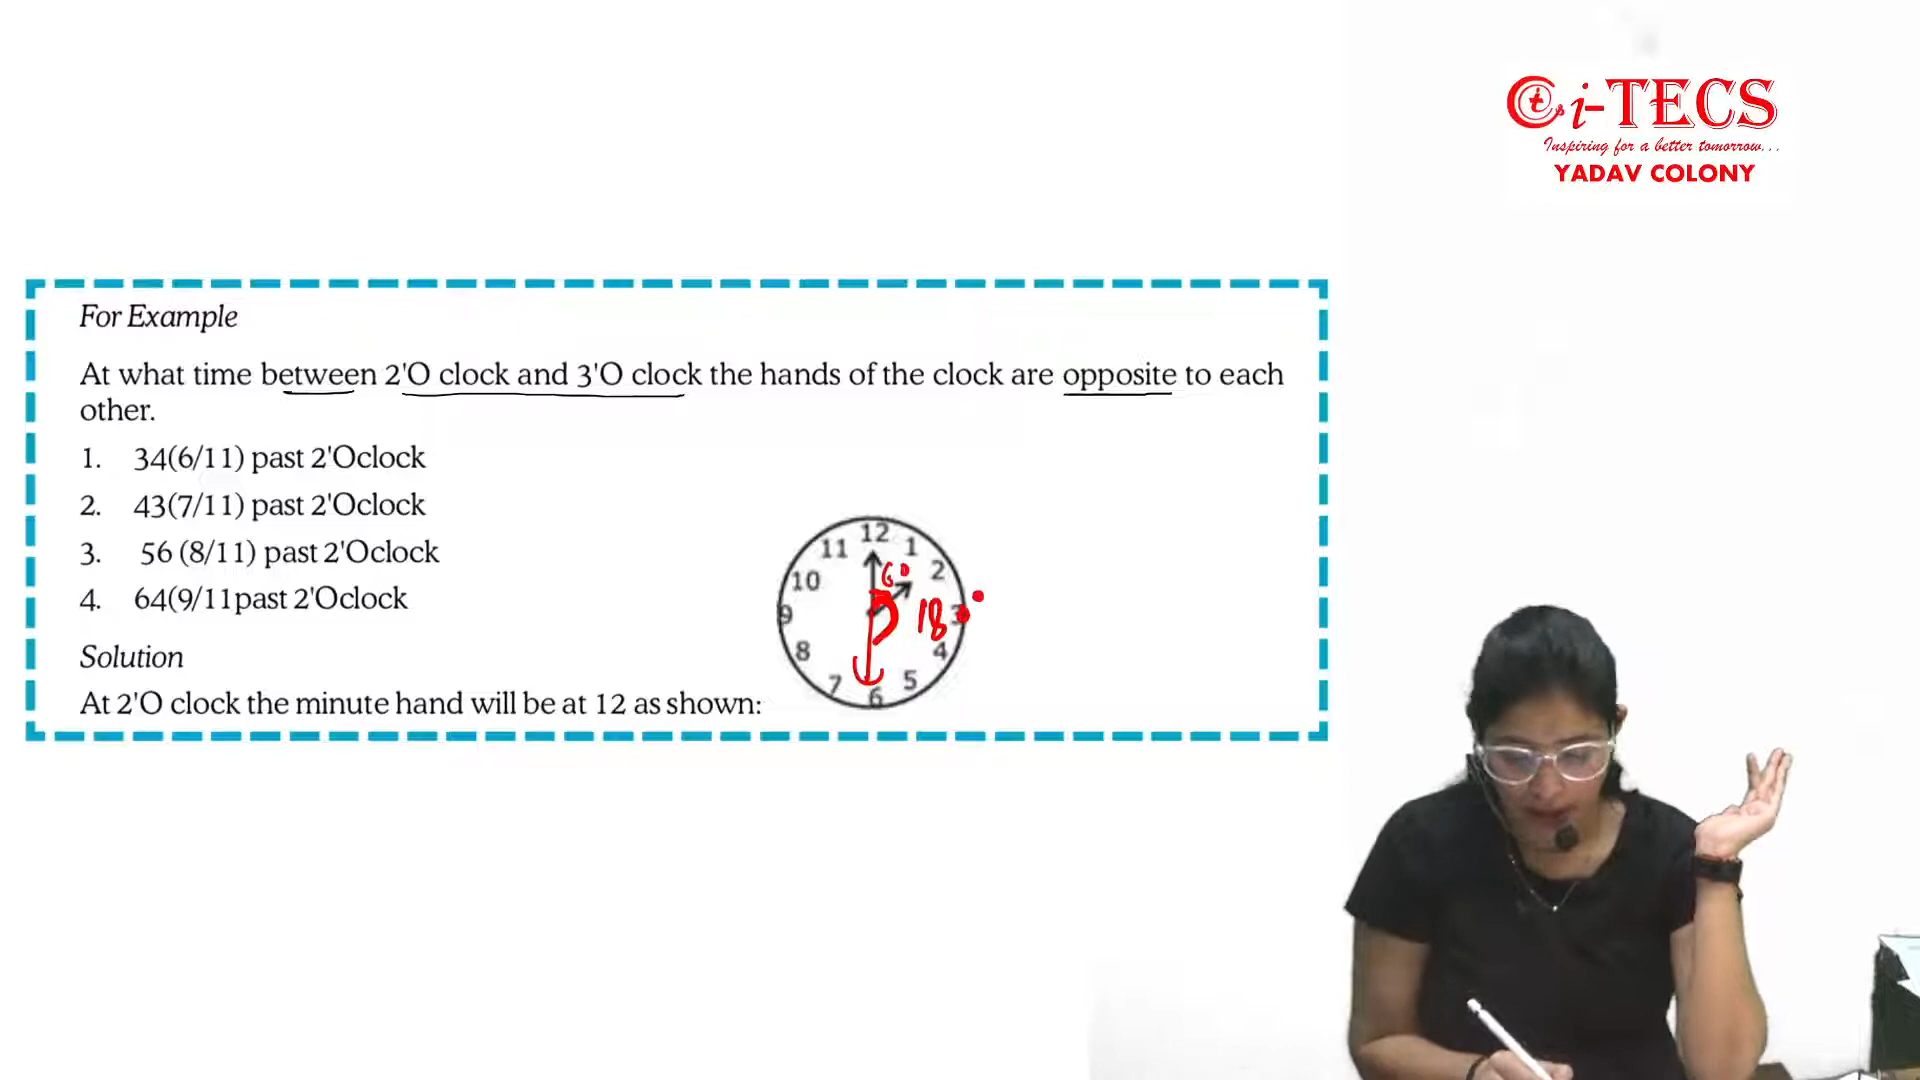 i-TECS
Inspiring for a better tomorrow...
YADAV COLONY
For Example
At what time between 2'O clock and 3'O clock the hands of the clock are opposite to each
other.
1. 34(6/11) past 2'Oclock
2. 43(7/11) past 2'Oclock
3. 56 (8/11) past 2'Oclock
4. 64(9/11past 2'Oclock
12
11 1
10 60 2
9 180° 3
8 4
7 5
6
Solution
At 2'O clock the minute hand will be at 12 as shown: